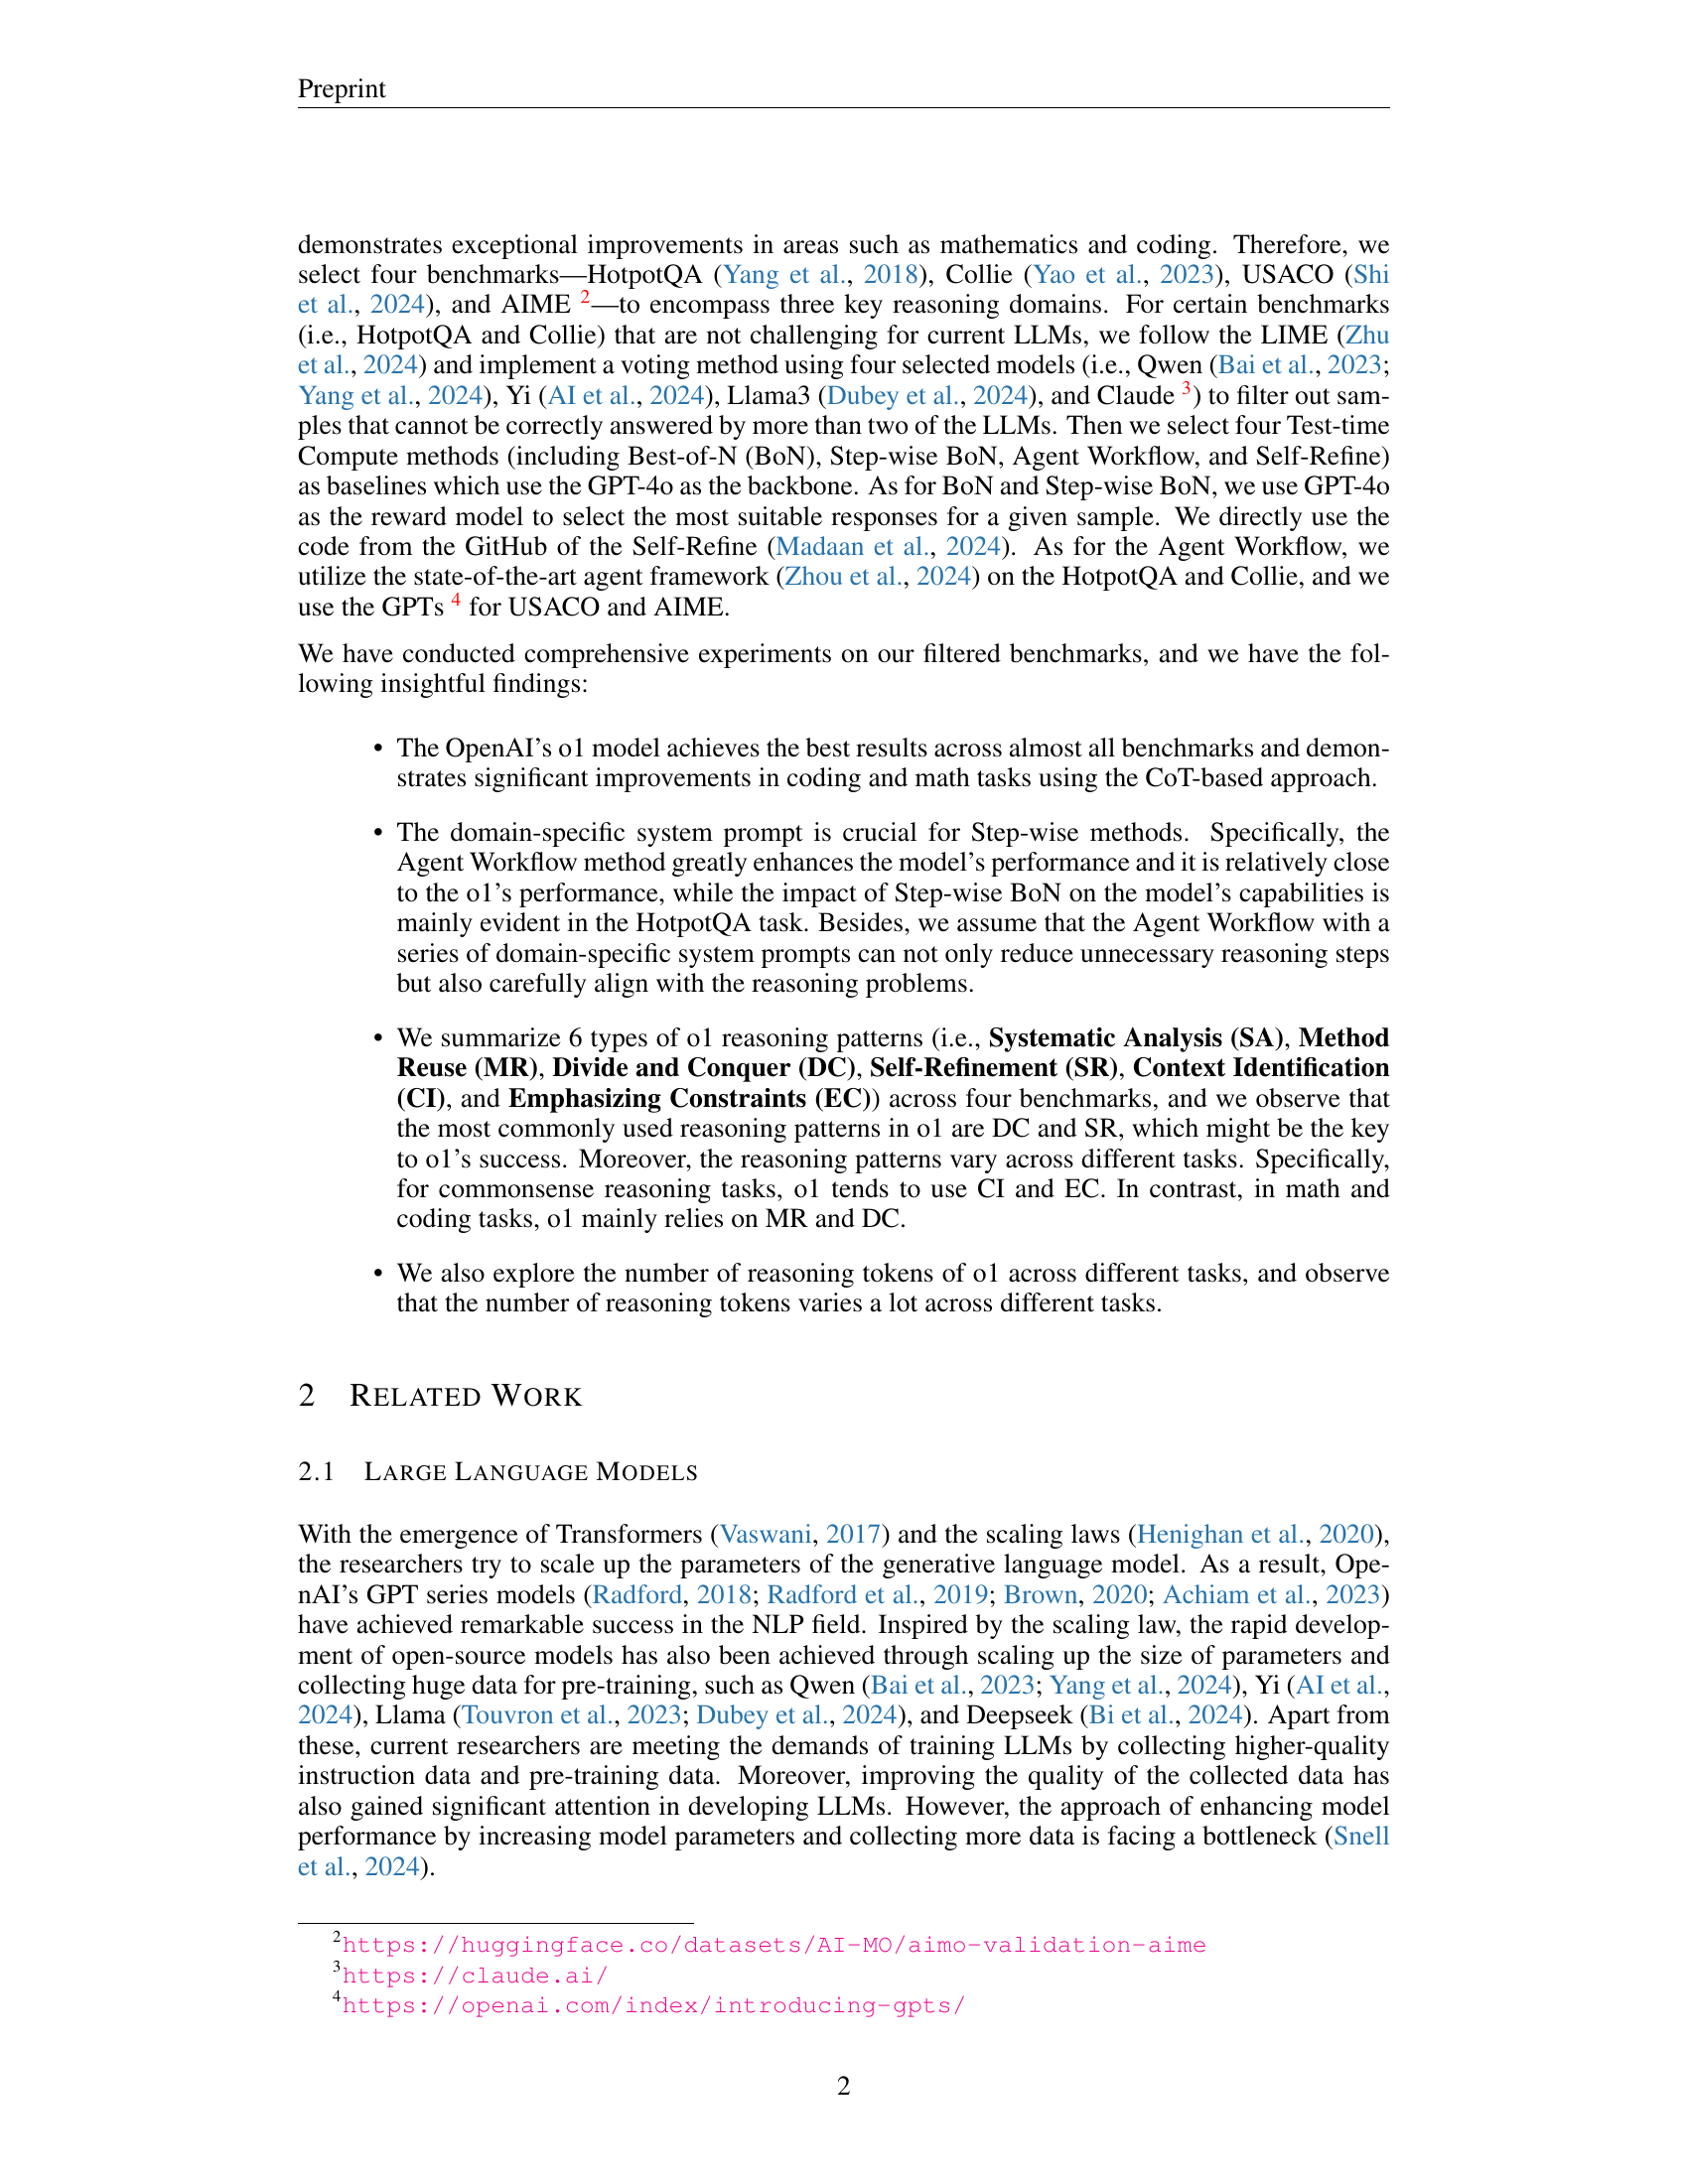 Preprint
demonstrates exceptional improvements in areas such as mathematics and coding. Therefore, we
select four benchmarks—HotpotQA (Yang et al., 2018), Collie (Yao et al., 2023), USACO (Shi
et al., 2024), and AIME 2—to encompass three key reasoning domains. For certain benchmarks
(i.e., HotpotQA and Collie) that are not challenging for current LLMs, we follow the LIME (Zhu
et al., 2024) and implement a voting method using four selected models (i.e., Qwen (Bai et al., 2023;
Yang et al., 2024), Yi (AI et al., 2024), Llama3 (Dubey et al., 2024), and Claude 3) to filter out sam-
ples that cannot be correctly answered by more than two of the LLMs. Then we select four Test-time
Compute methods (including Best-of-N (BoN), Step-wise BoN, Agent Workflow, and Self-Refine)
as baselines which use the GPT-4o as the backbone. As for BoN and Step-wise BoN, we use GPT-4o
as the reward model to select the most suitable responses for a given sample. We directly use the
code from the GitHub of the Self-Refine (Madaan et al., 2024). As for the Agent Workflow, we
utilize the state-of-the-art agent framework (Zhou et al., 2024) on the HotpotQA and Collie, and we
use the GPTs 4 for USACO and AIME.
We have conducted comprehensive experiments on our filtered benchmarks, and we have the fol-
lowing insightful findings:
• The OpenAI's o1 model achieves the best results across almost all benchmarks and demon-
strates significant improvements in coding and math tasks using the CoT-based approach.
• The domain-specific system prompt is crucial for Step-wise methods. Specifically, the
Agent Workflow method greatly enhances the model's performance and it is relatively close
to the o1's performance, while the impact of Step-wise BoN on the model's capabilities is
mainly evident in the HotpotQA task. Besides, we assume that the Agent Workflow with a
series of domain-specific system prompts can not only reduce unnecessary reasoning steps
but also carefully align with the reasoning problems.
• We summarize 6 types of o1 reasoning patterns (i.e., Systematic Analysis (SA), Method
Reuse (MR), Divide and Conquer (DC), Self-Refinement (SR), Context Identification
(CI), and Emphasizing Constraints (EC)) across four benchmarks, and we observe that
the most commonly used reasoning patterns in o1 are DC and SR, which might be the key
to o1's success. Moreover, the reasoning patterns vary across different tasks. Specifically,
for commonsense reasoning tasks, o1 tends to use CI and EC. In contrast, in math and
coding tasks, o1 mainly relies on MR and DC.
• We also explore the number of reasoning tokens of o1 across different tasks, and observe
that the number of reasoning tokens varies a lot across different tasks.
2 RELATED WORK
2.1 LARGE LANGUAGE MODELS
With the emergence of Transformers (Vaswani, 2017) and the scaling laws (Henighan et al., 2020),
the researchers try to scale up the parameters of the generative language model. As a result, Ope-
nAI's GPT series models (Radford, 2018; Radford et al., 2019; Brown, 2020; Achiam et al., 2023)
have achieved remarkable success in the NLP field. Inspired by the scaling law, the rapid develop-
ment of open-source models has also been achieved through scaling up the size of parameters and
collecting huge data for pre-training, such as Qwen (Bai et al., 2023; Yang et al., 2024), Yi (AI et al.,
2024), Llama (Touvron et al., 2023; Dubey et al., 2024), and Deepseek (Bi et al., 2024). Apart from
these, current researchers are meeting the demands of training LLMs by collecting higher-quality
instruction data and pre-training data. Moreover, improving the quality of the collected data has
also gained significant attention in developing LLMs. However, the approach of enhancing model
performance by increasing model parameters and collecting more data is facing a bottleneck (Snell
et al., 2024).
2https://huggingface.co/datasets/AI-MO/aimo-validation-aime
3https://claude.ai/
4https://openai.com/index/introducing-gpts/
2